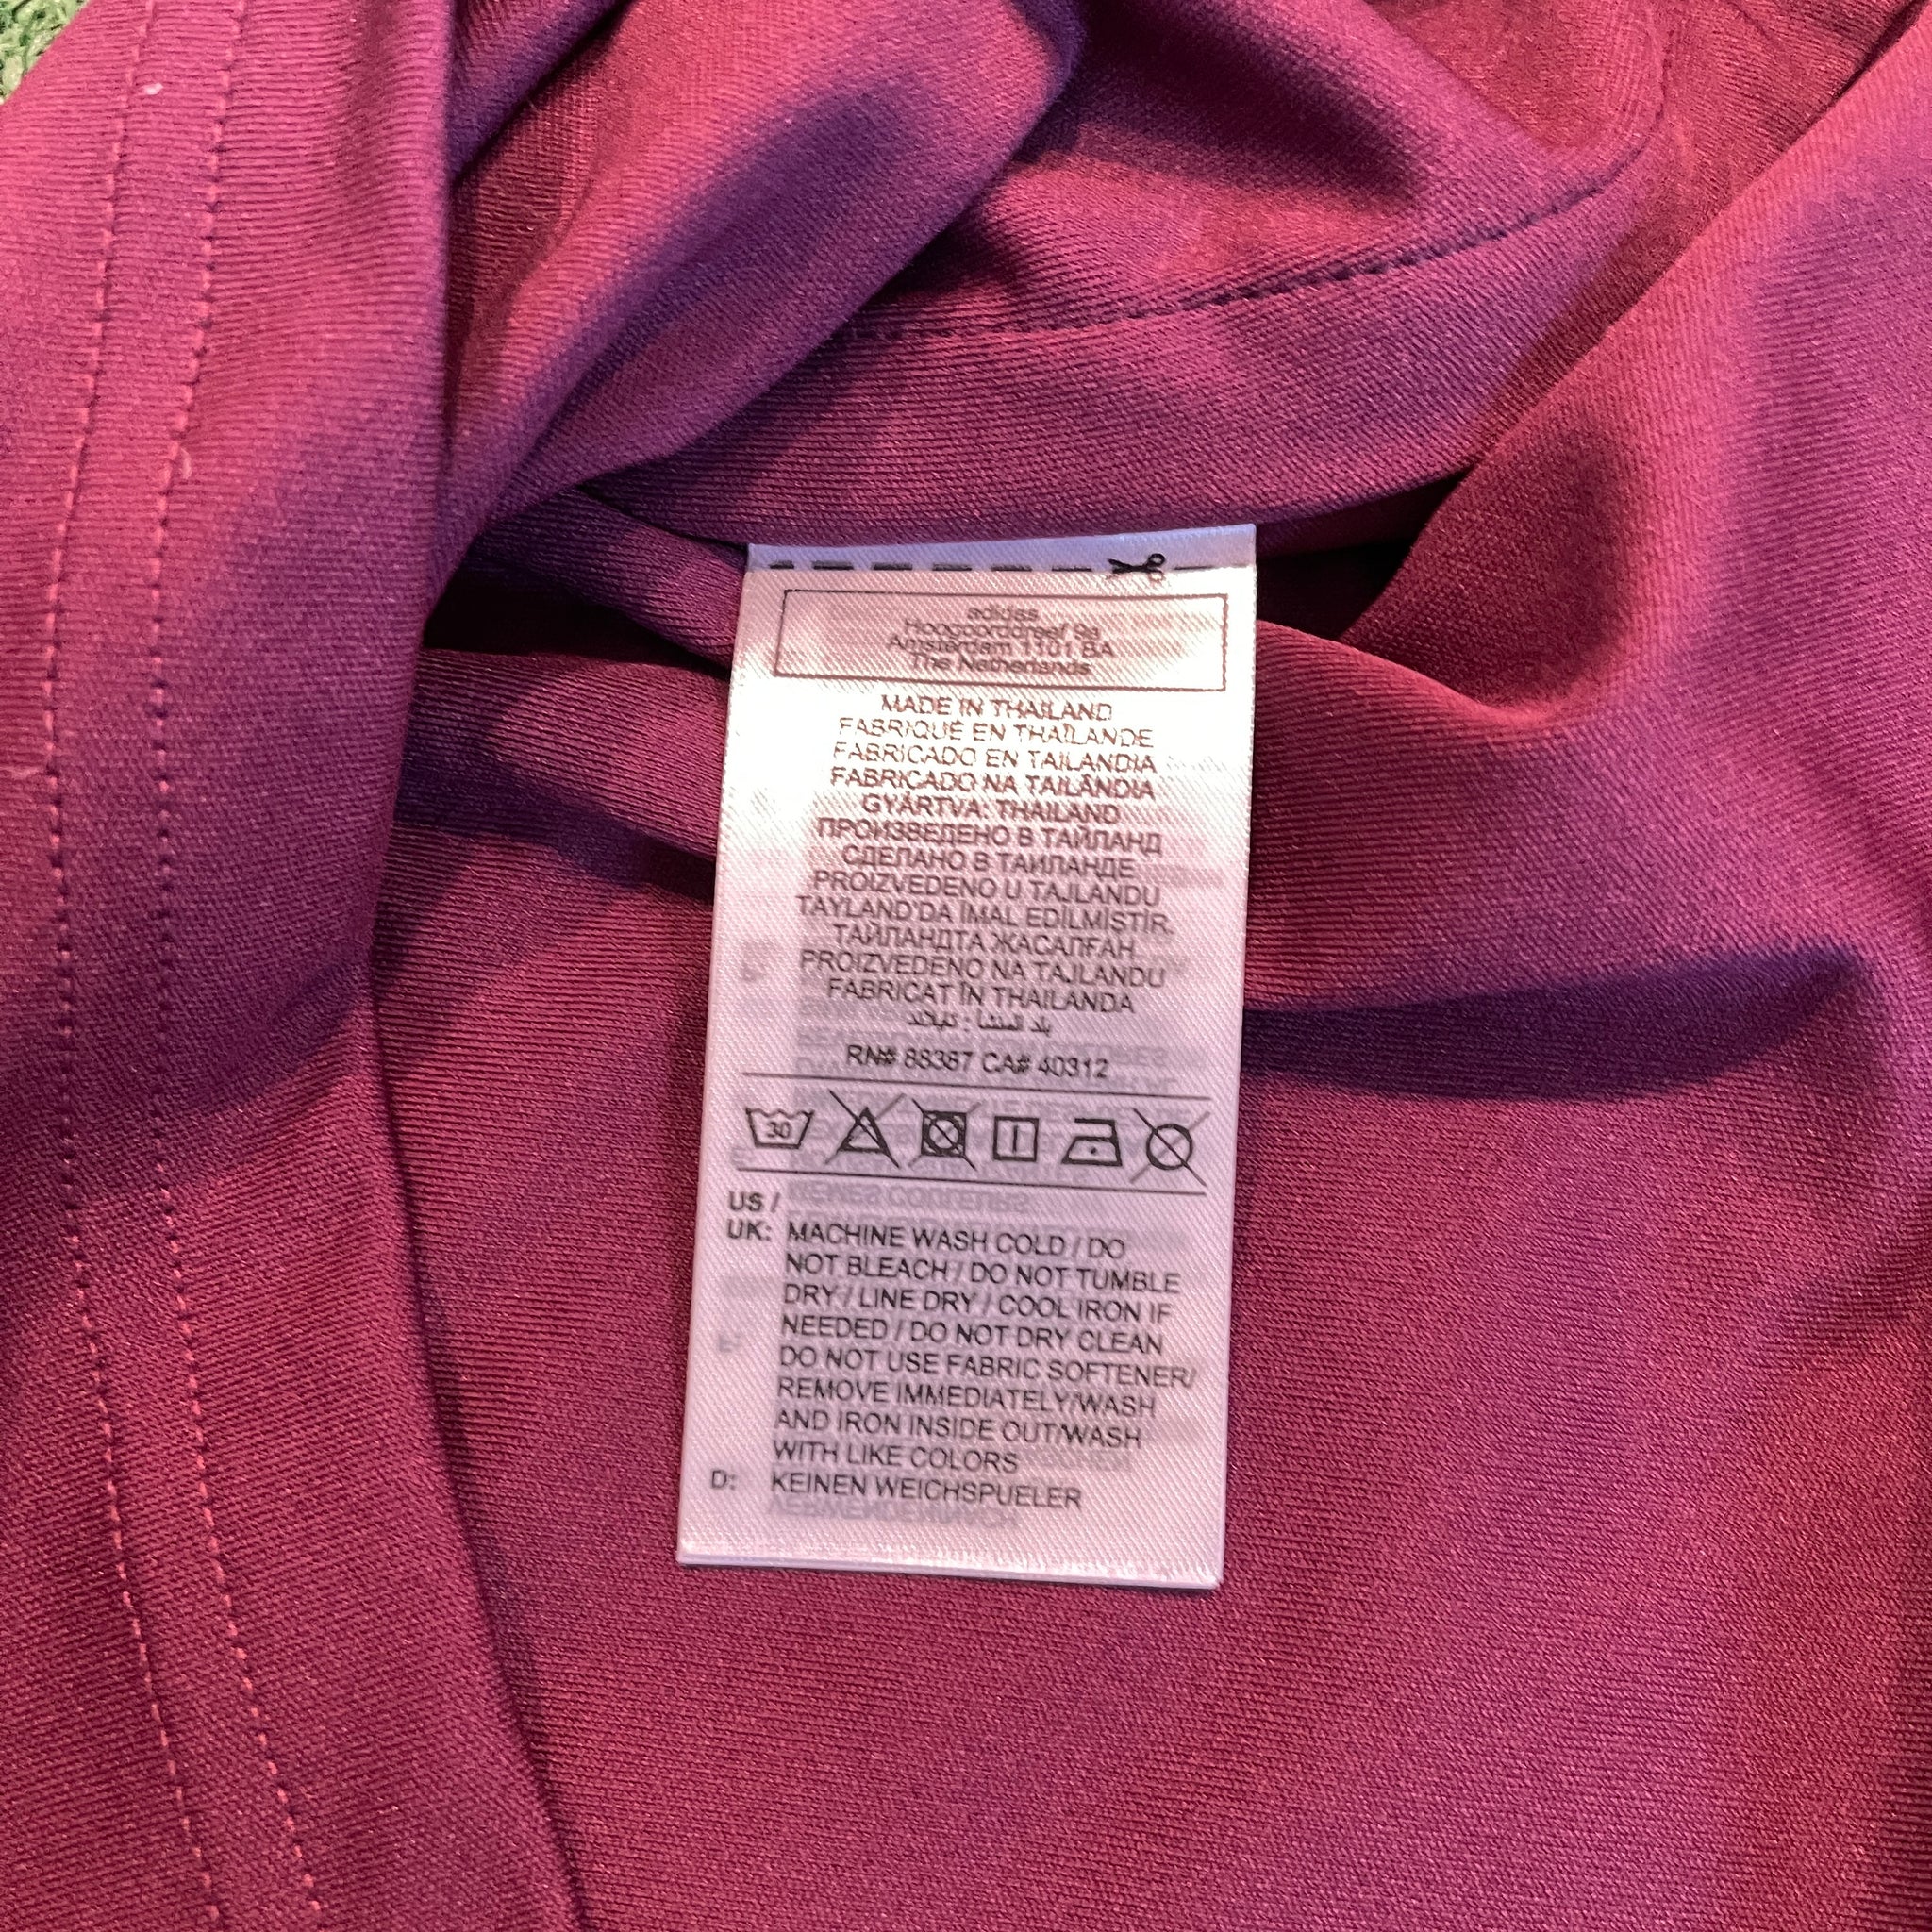 adidas
Hoogoorddreef 9a
Amsterdam 1101 BA
The Netherlands
MADE IN THAILAND
FABRIQUÉ EN THAÏLANDE
FABRICADO EN TAILANDIA
FABRICADO NA TAILÂNDIA
GYÁRTVA: THAILAND
ПРОИЗВЕДЕНО В ТАЙЛАНД
СДЕЛАНО В ТАИЛАНДЕ
PROIZVEDENO U TAJLANDU
TAYLAND'DA İMAL EDİLMİŞTİR.
ТАЙЛАНДТА ЖАСАЛҒАН
PROIZVEDENO NA TAJLANDU
FABRICAT ÎN THAILANDA
بلد المنشأ :
RN# 88387 CA# 40312
30
US /
UK: MACHINE WASH COLD / DO
NOT BLEACH / DO NOT TUMBLE
DRY / LINE DRY / COOL IRON IF
NEEDED / DO NOT DRY CLEAN
DO NOT USE FABRIC SOFTENER/
REMOVE IMMEDIATELY/WASH
AND IRON INSIDE OUT/WASH
WITH LIKE COLORS
D: KEINEN WEICHSPUELER